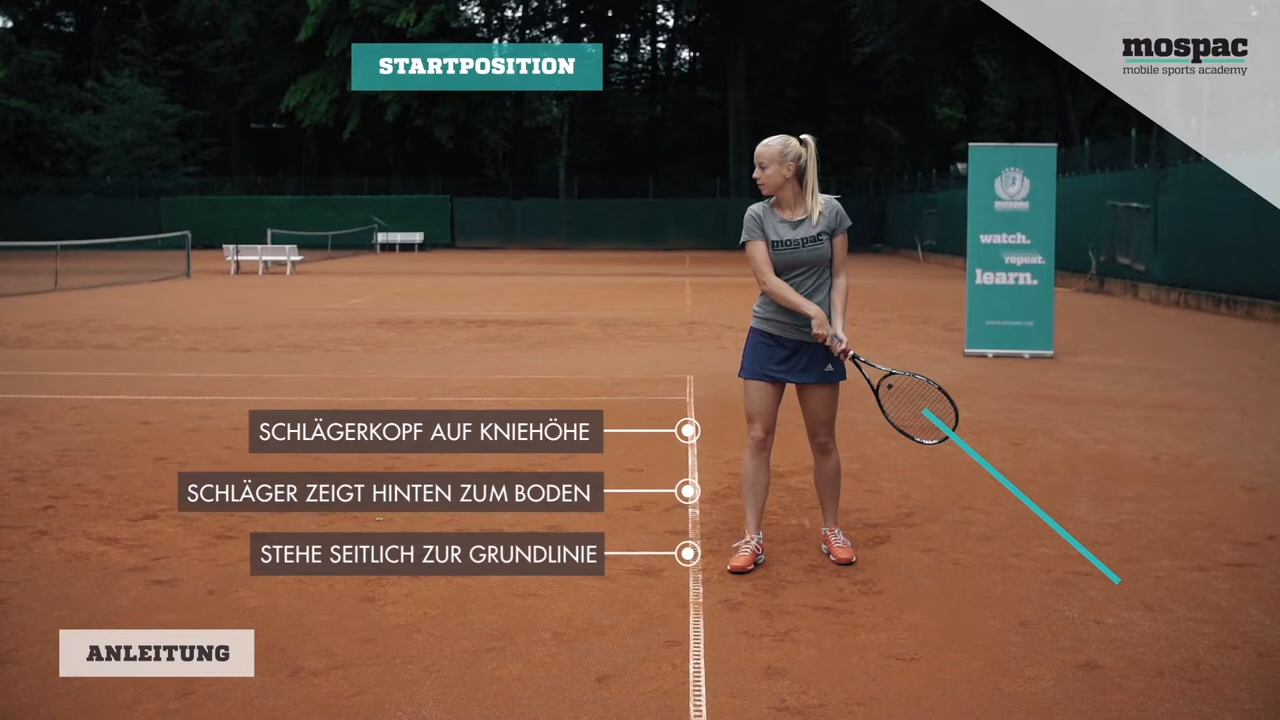 STARTPOSITION
mospac
mobile sports academy
mospac
mospac
watch.
repeat.
learn.
SCHLÄGERKOPF AUF KNIEHÖHE
SCHLÄGER ZEIGT HINTEN ZUM BODEN
STEHE SEITLICH ZUR GRUNDLINIE
ANLEITUNG